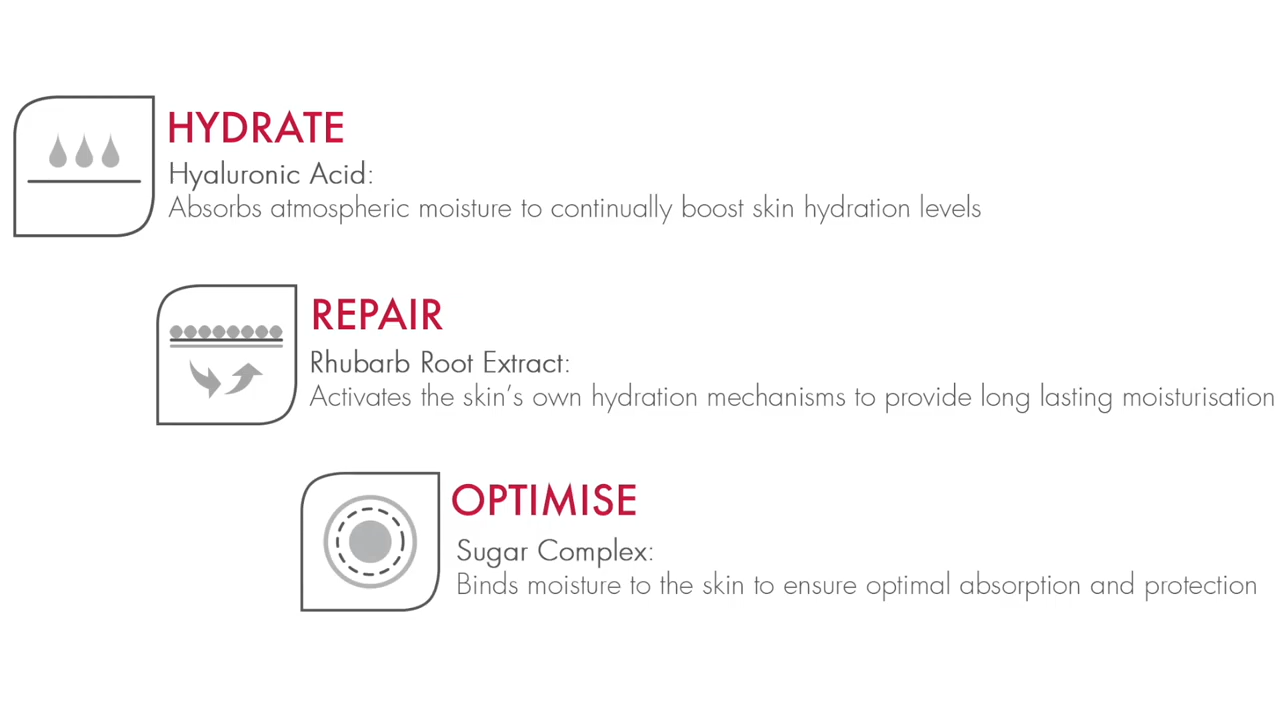 HYDRATE
Hyaluronic Acid:
Absorbs atmospheric moisture to continually boost skin hydration levels
REPAIR
Rhubarb Root Extract:
Activates the skin's own hydration mechanisms to provide long lasting moisturisation
OPTIMISE
Sugar Complex:
Binds moisture to the skin to ensure optimal absorption and protection